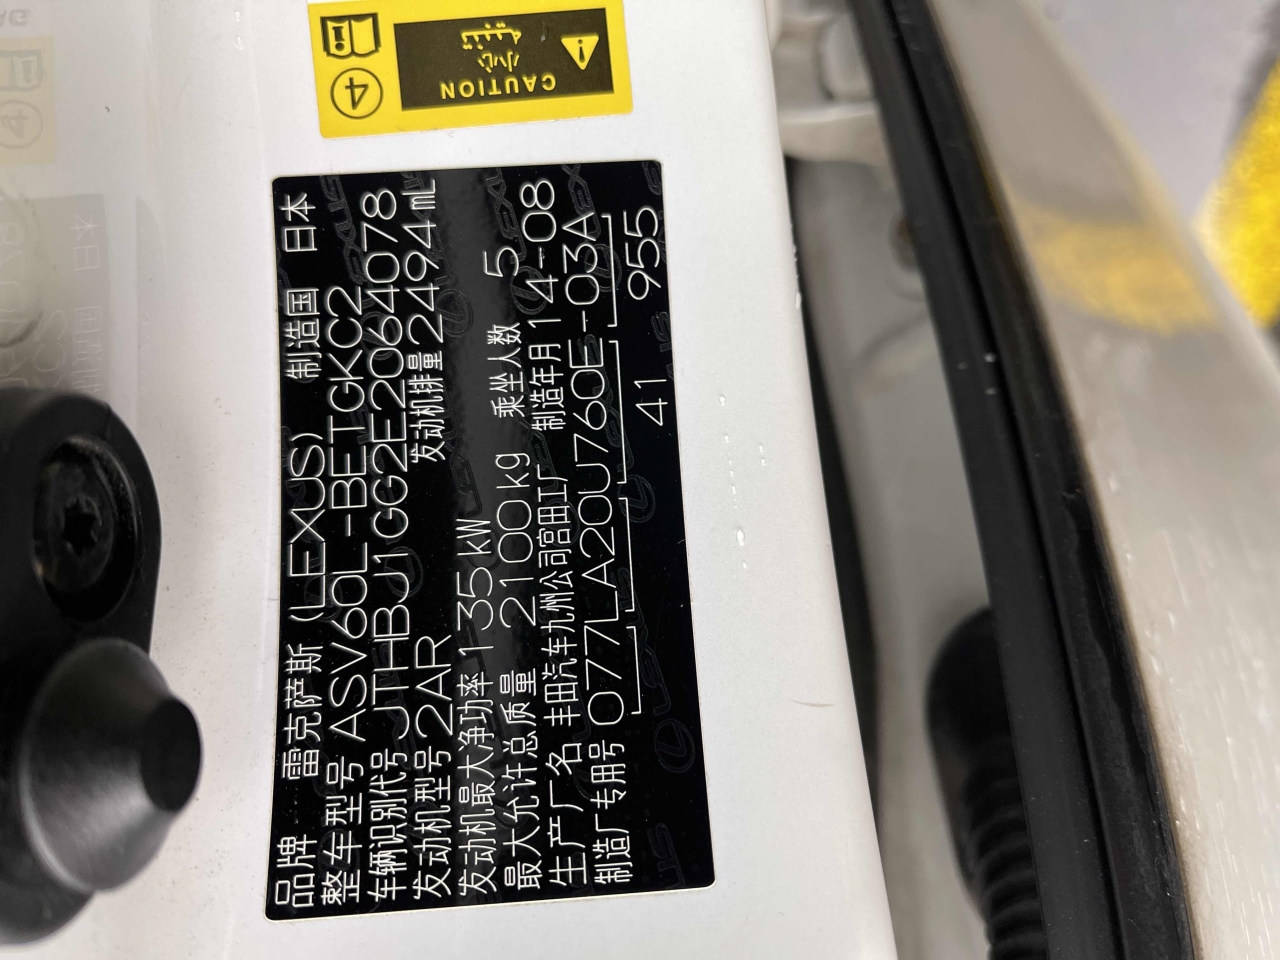 CAUTION
4
品牌 雷克萨斯 (LEXUS) 制造国 日本
整车型号 ASV60L-BETGKC2
车辆识别代号 JTHBJ1GG2E2064078
发动机型号 2AR 发动机排量 2494 mL
发动机最大净功率 135 kW
最大允许总质量 2100 kg 乘坐人数 5
生产厂名 丰田汽车九州公司宫田工厂 制造年月 14-08
制造厂专用号 077LA20U760E-03A
41 955